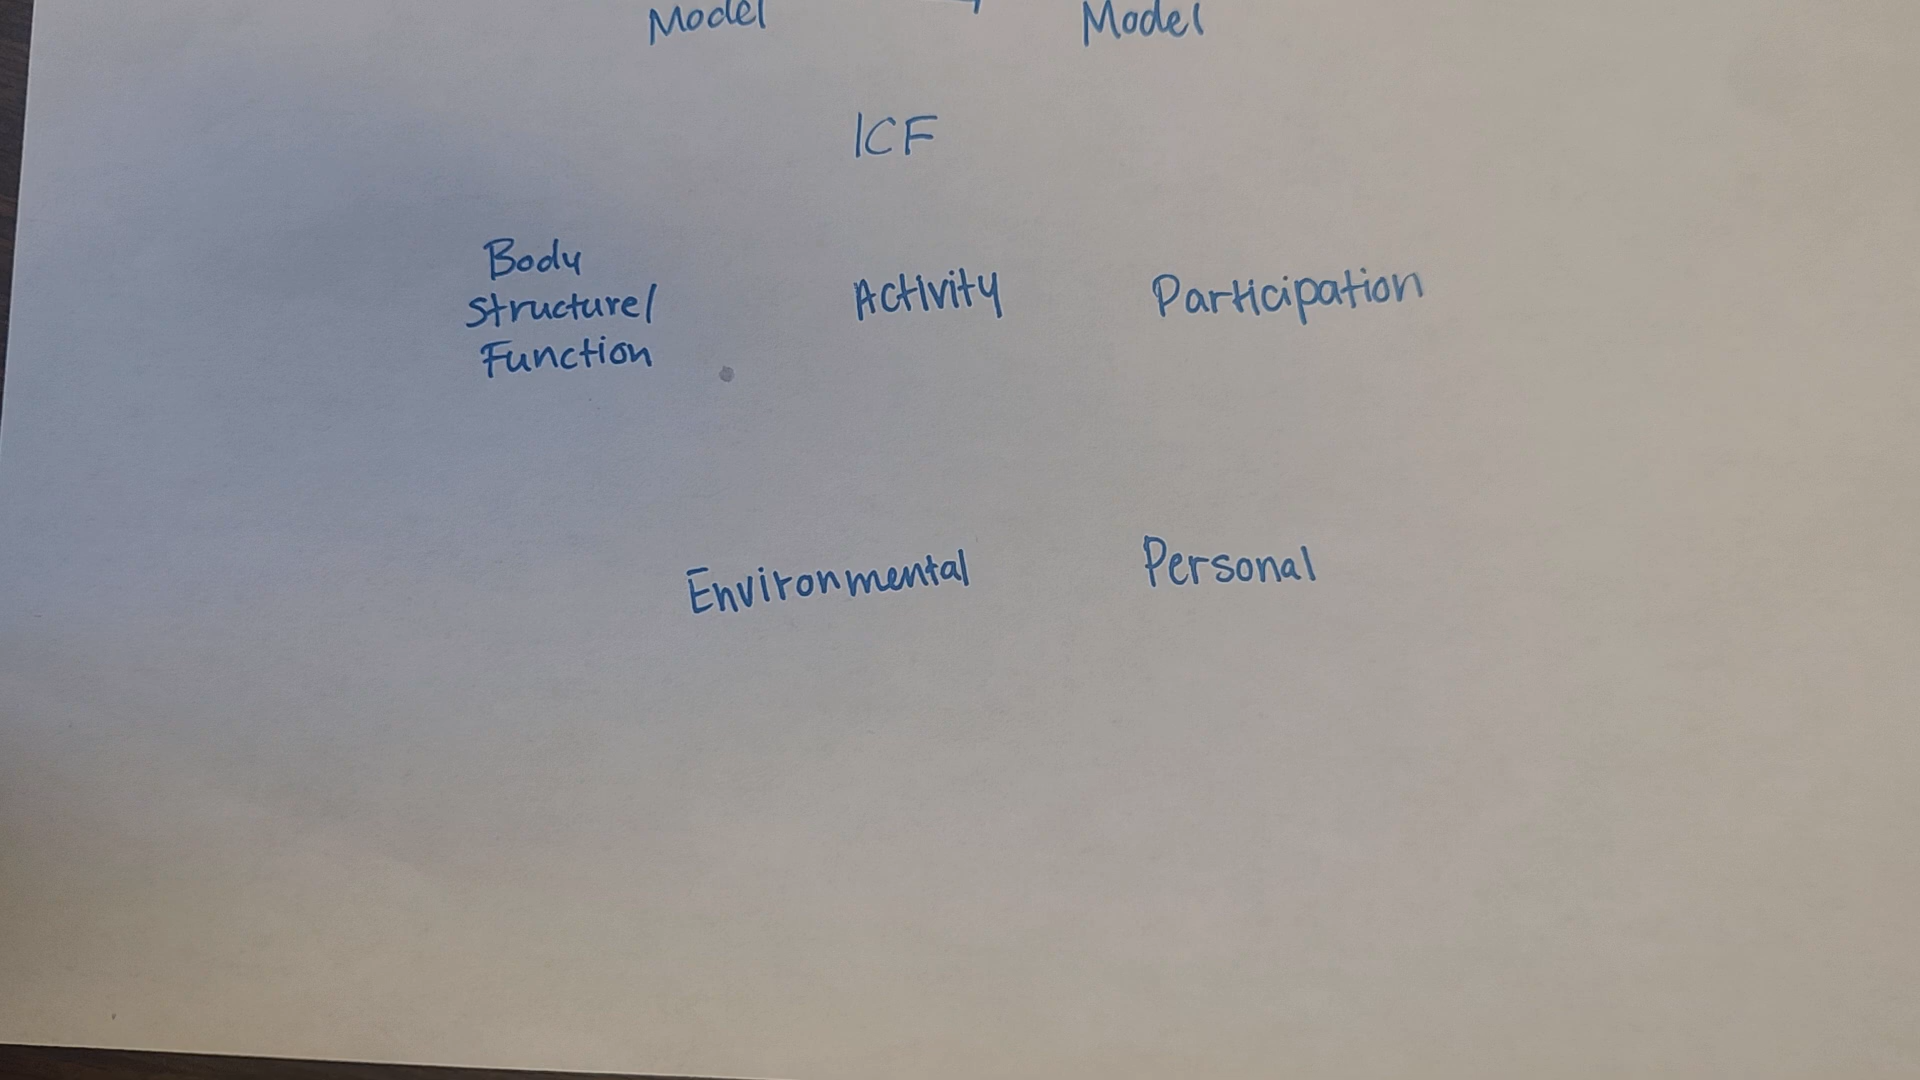 Model Model
ICF
Body
Structure/
Function
Activity
Participation
Environmental Personal